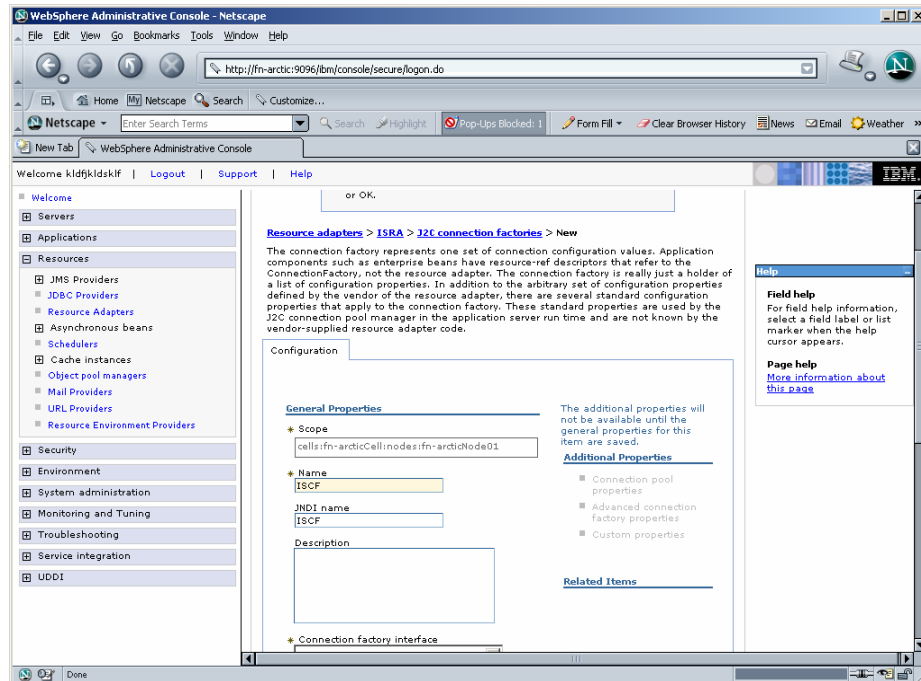 WebSphere Administrative Console - Netscape
File Edit View Go Bookmarks Tools Window Help
http://fn-arctic:9096/ibm/console/secure/logon.do
Home My Netscape Search Customize...
Netscape Enter Search Terms Search Highlight Pop-Ups Blocked: 1 Form Fill Clear Browser History News Email Weather »
New Tab WebSphere Administrative Console
Welcome kldfjkldsklf | Logout | Support | Help
IBM.
Welcome
Servers
Applications
Resources
JMS Providers
JDBC Providers
Resource Adapters
Asynchronous beans
Schedulers
Cache instances
Object pool managers
Mail Providers
URL Providers
Resource Environment Providers
Security
Environment
System administration
Monitoring and Tuning
Troubleshooting
Service integration
UDDI
or OK.
Resource adapters > ISRA > J2C connection factories > New
The connection factory represents one set of connection configuration values. Application
components such as enterprise beans have resource-ref descriptors that refer to the
ConnectionFactory, not the resource adapter. The connection factory is really just a holder of
a list of configuration properties. In addition to the arbitrary set of configuration properties
defined by the vendor of the resource adapter, there are several standard configuration
properties that apply to the connection factory. These standard properties are used by the
J2C connection pool manager in the application server run time and are not known by the
vendor-supplied resource adapter code.
Configuration
General Properties
Scope
cells:fn-arcticCell:nodes:fn-arcticNode01
Name
ISCF
JNDI name
ISCF
Description
Connection factory interface
The additional properties will
not be available until the
general properties for this
item are saved.
Additional Properties
Connection pool
properties
Advanced connection
factory properties
Custom properties
Related Items
Help
Field help
For field help information,
select a field label or list
marker when the help
cursor appears.
Page help
More information about
this page
Done